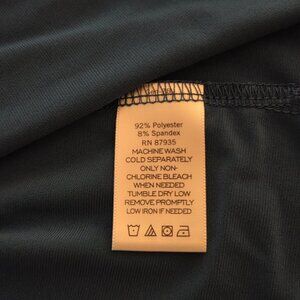 92% Polyester
8% Spandex
RN 87935
MACHINE WASH
COLD SEPARATELY
ONLY NON-
CHLORINE BLEACH
WHEN NEEDED
TUMBLE DRY LOW
REMOVE PROMPTLY
LOW IRON IF NEEDED